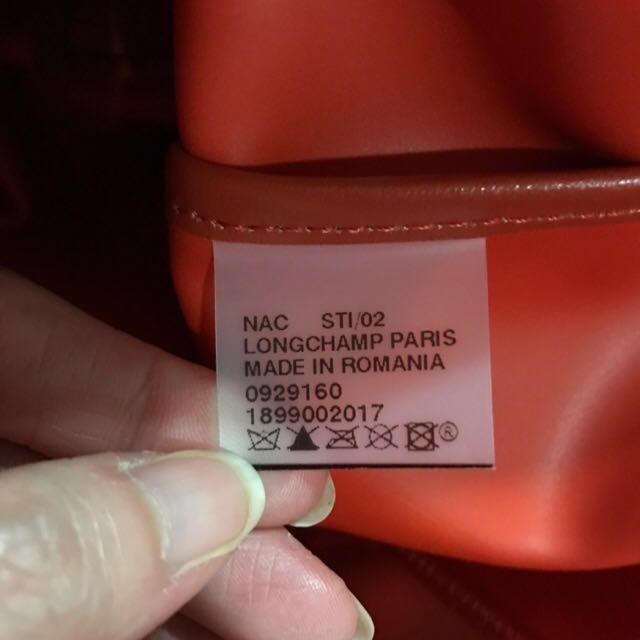 NAC STI/02
LONGCHAMP PARIS
MADE IN ROMANIA
0929160
1899002017
®